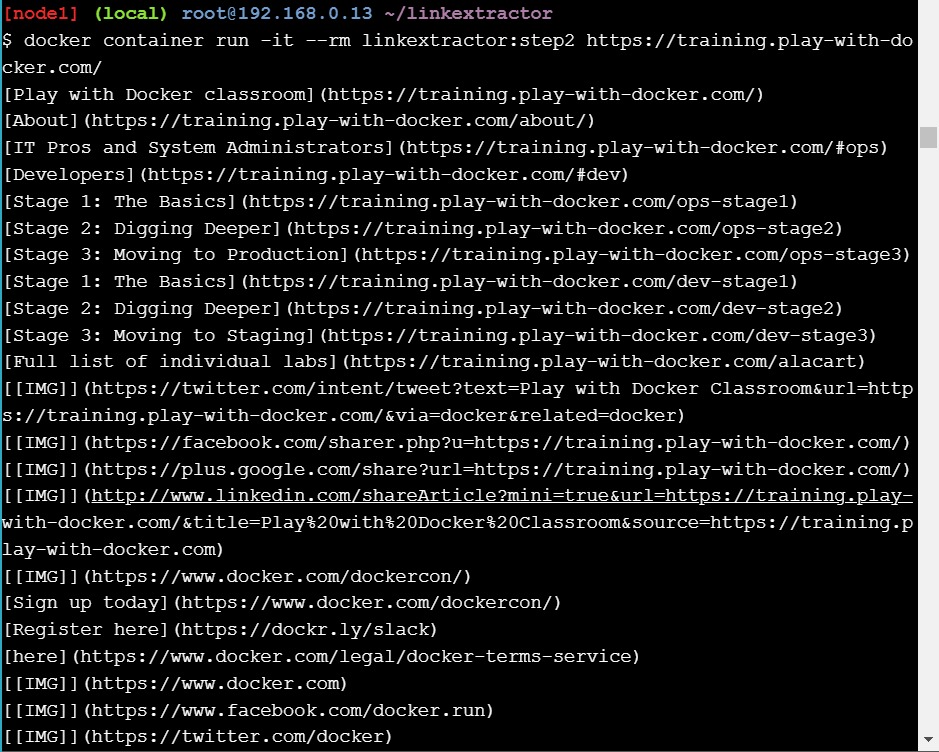 [node1] (local) root@192.168.0.13 ~/linkextractor
$ docker container run -it --rm linkextractor:step2 https://training.play-with-do
cker.com/
[Play with Docker classroom](https://training.play-with-docker.com/)
[About](https://training.play-with-docker.com/about/)
[IT Pros and System Administrators](https://training.play-with-docker.com/#ops)
[Developers](https://training.play-with-docker.com/#dev)
[Stage 1: The Basics](https://training.play-with-docker.com/ops-stage1)
[Stage 2: Digging Deeper](https://training.play-with-docker.com/ops-stage2)
[Stage 3: Moving to Production](https://training.play-with-docker.com/ops-stage3)
[Stage 1: The Basics](https://training.play-with-docker.com/dev-stage1)
[Stage 2: Digging Deeper](https://training.play-with-docker.com/dev-stage2)
[Stage 3: Moving to Staging](https://training.play-with-docker.com/dev-stage3)
[Full list of individual labs](https://training.play-with-docker.com/alacart)
[[IMG]](https://twitter.com/intent/tweet?text=Play with Docker Classroom&url=http
s://training.play-with-docker.com/&via=docker&related=docker)
[[IMG]](https://facebook.com/sharer.php?u=https://training.play-with-docker.com/)
[[IMG]](https://plus.google.com/share?url=https://training.play-with-docker.com/)
[[IMG]](http://www.linkedin.com/shareArticle?mini=true&url=https://training.play-
with-docker.com/&title=Play%20with%20Docker%20Classroom&source=https://training.p
lay-with-docker.com)
[[IMG]](https://www.docker.com/dockercon/)
[Sign up today](https://www.docker.com/dockercon/)
[Register here](https://dockr.ly/slack)
[here](https://www.docker.com/legal/docker-terms-service)
[[IMG]](https://www.docker.com)
[[IMG]](https://www.facebook.com/docker.run)
[[IMG]](https://twitter.com/docker)